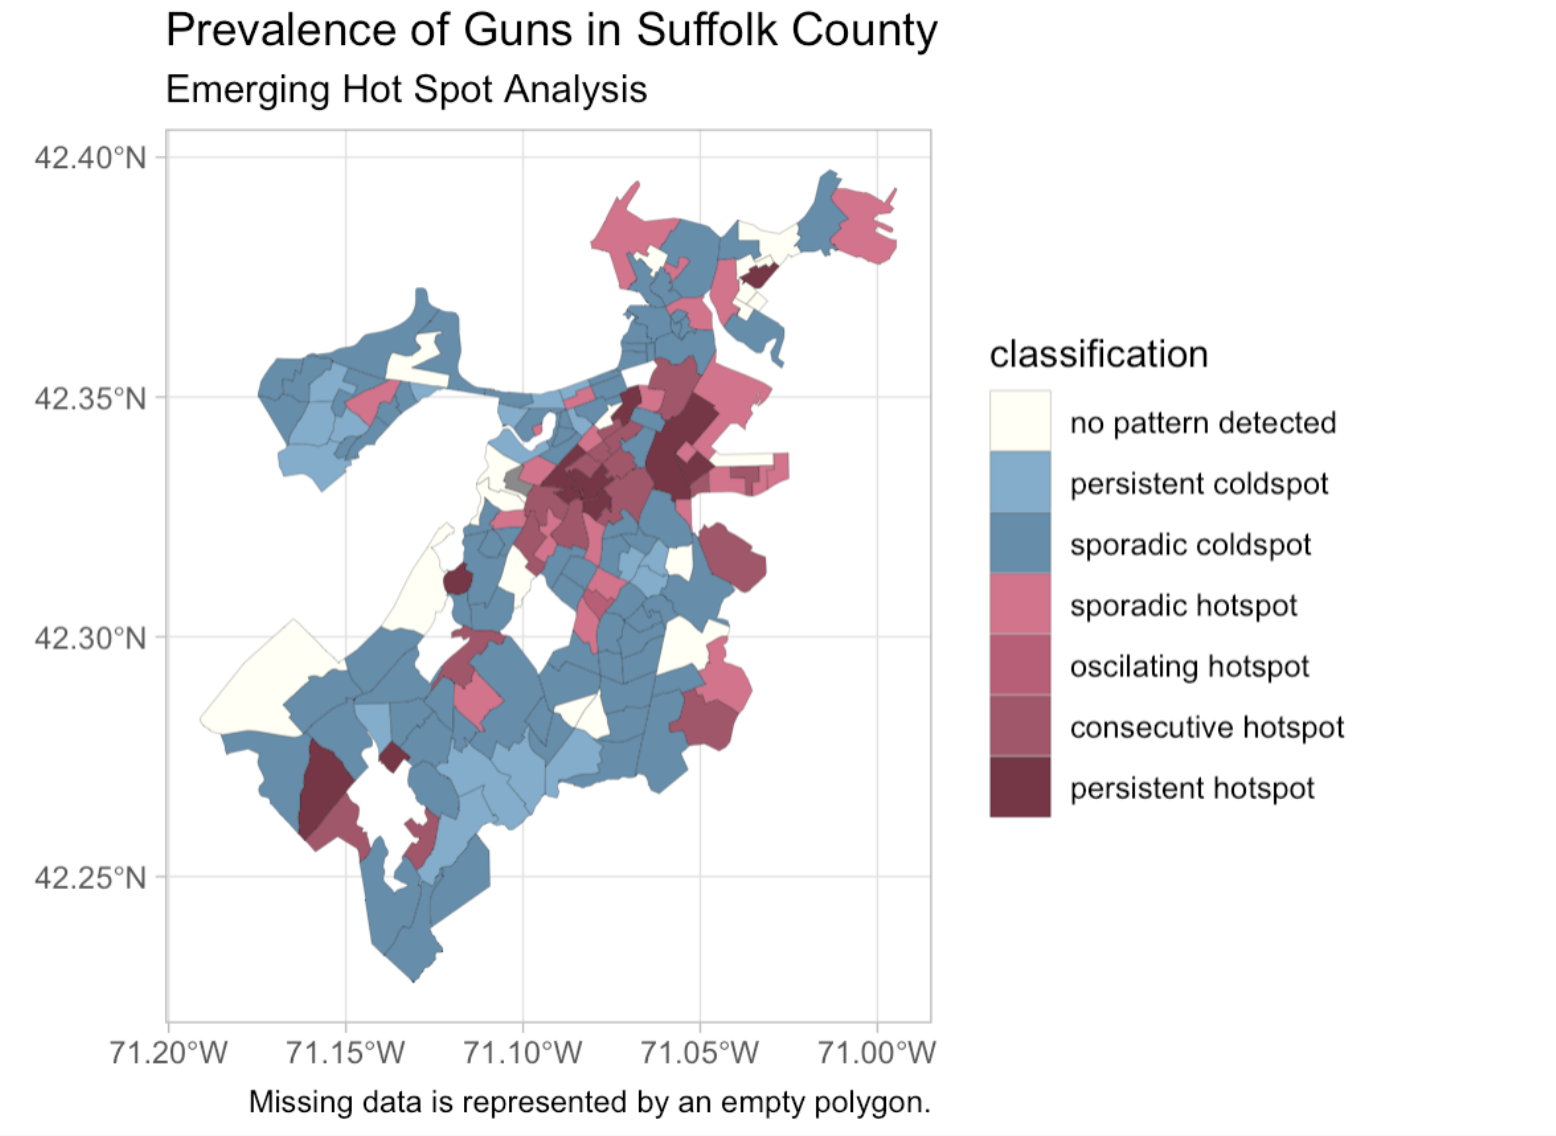 Prevalence of Guns in Suffolk County
Emerging Hot Spot Analysis
42.40°N
42.35°N
42.30°N
42.25°N
71.20°W 71.15°W 71.10°W 71.05°W 71.00°W
classification
no pattern detected
persistent coldspot
sporadic coldspot
sporadic hotspot
oscilating hotspot
consecutive hotspot
persistent hotspot
Missing data is represented by an empty polygon.